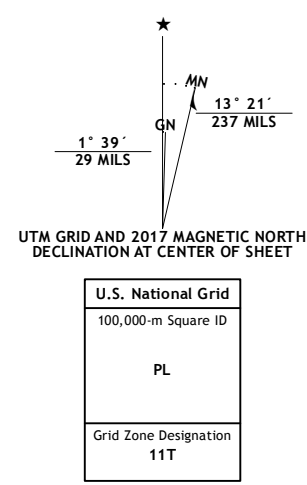 ★
MN
GN
13° 21´
237 MILS
1° 39´
29 MILS
UTM GRID AND 2017 MAGNETIC NORTH
DECLINATION AT CENTER OF SHEET
U.S. National Grid
100,000-m Square ID
PL
Grid Zone Designation
11T